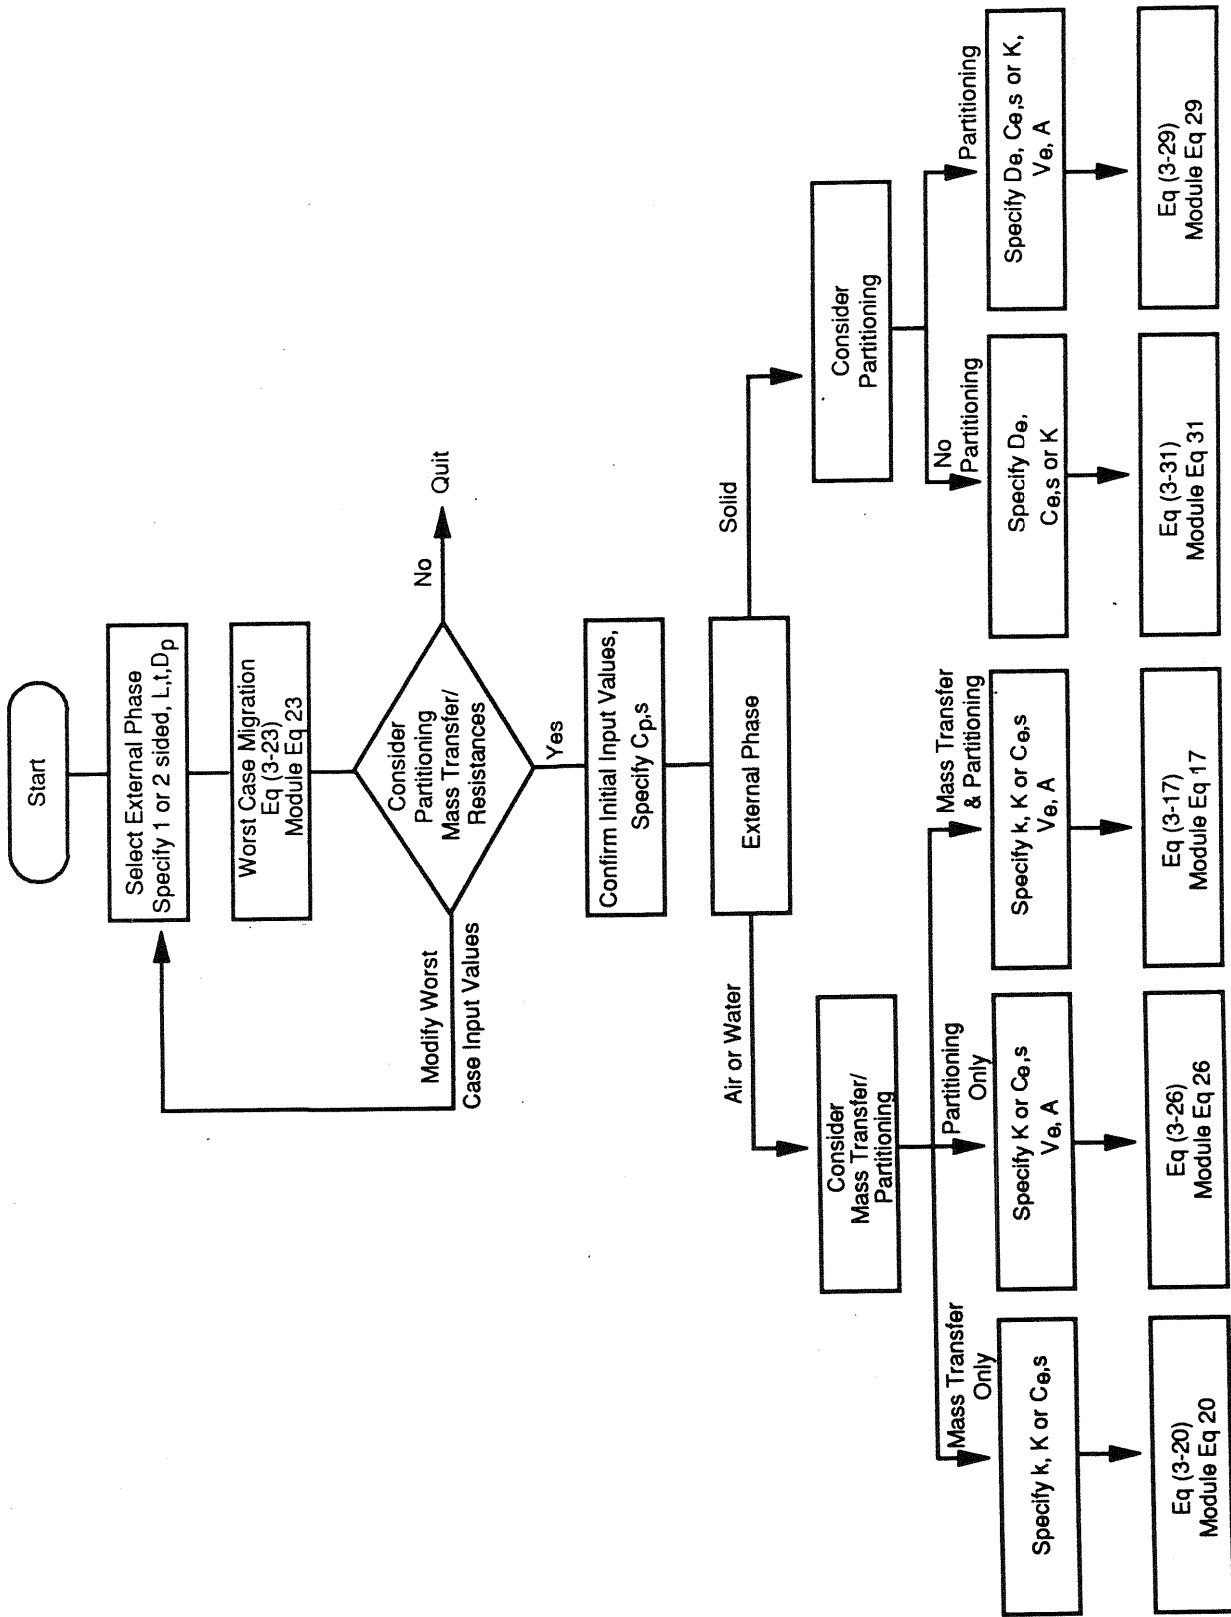 Start
Select External Phase
Specify 1 or 2 sided, L,t,Dp
Worst Case Migration
Eq (3-23)
Module Eq 23
Consider
Partitioning
Mass Transfer/
Resistances
No
Quit
Modify Worst
Case Input Values
Yes
Confirm Initial Input Values,
Specify Cp,s
External Phase
Air or Water
Solid
Consider
Mass Transfer/
Partitioning
Consider
Partitioning
Mass Transfer
Only
Partitioning
Only
Mass Transfer
& Partitioning
No
Partitioning
Partitioning
Specify k, K or Ce,s
Specify K or Ce,s
Ve, A
Specify k, K or Ce,s
Ve, A
Specify De,
Ce,s or K
Specify De, Ce,s or K,
Ve, A
Eq (3-20)
Module Eq 20
Eq (3-26)
Module Eq 26
Eq (3-17)
Module Eq 17
Eq (3-31)
Module Eq 31
Eq (3-29)
Module Eq 29